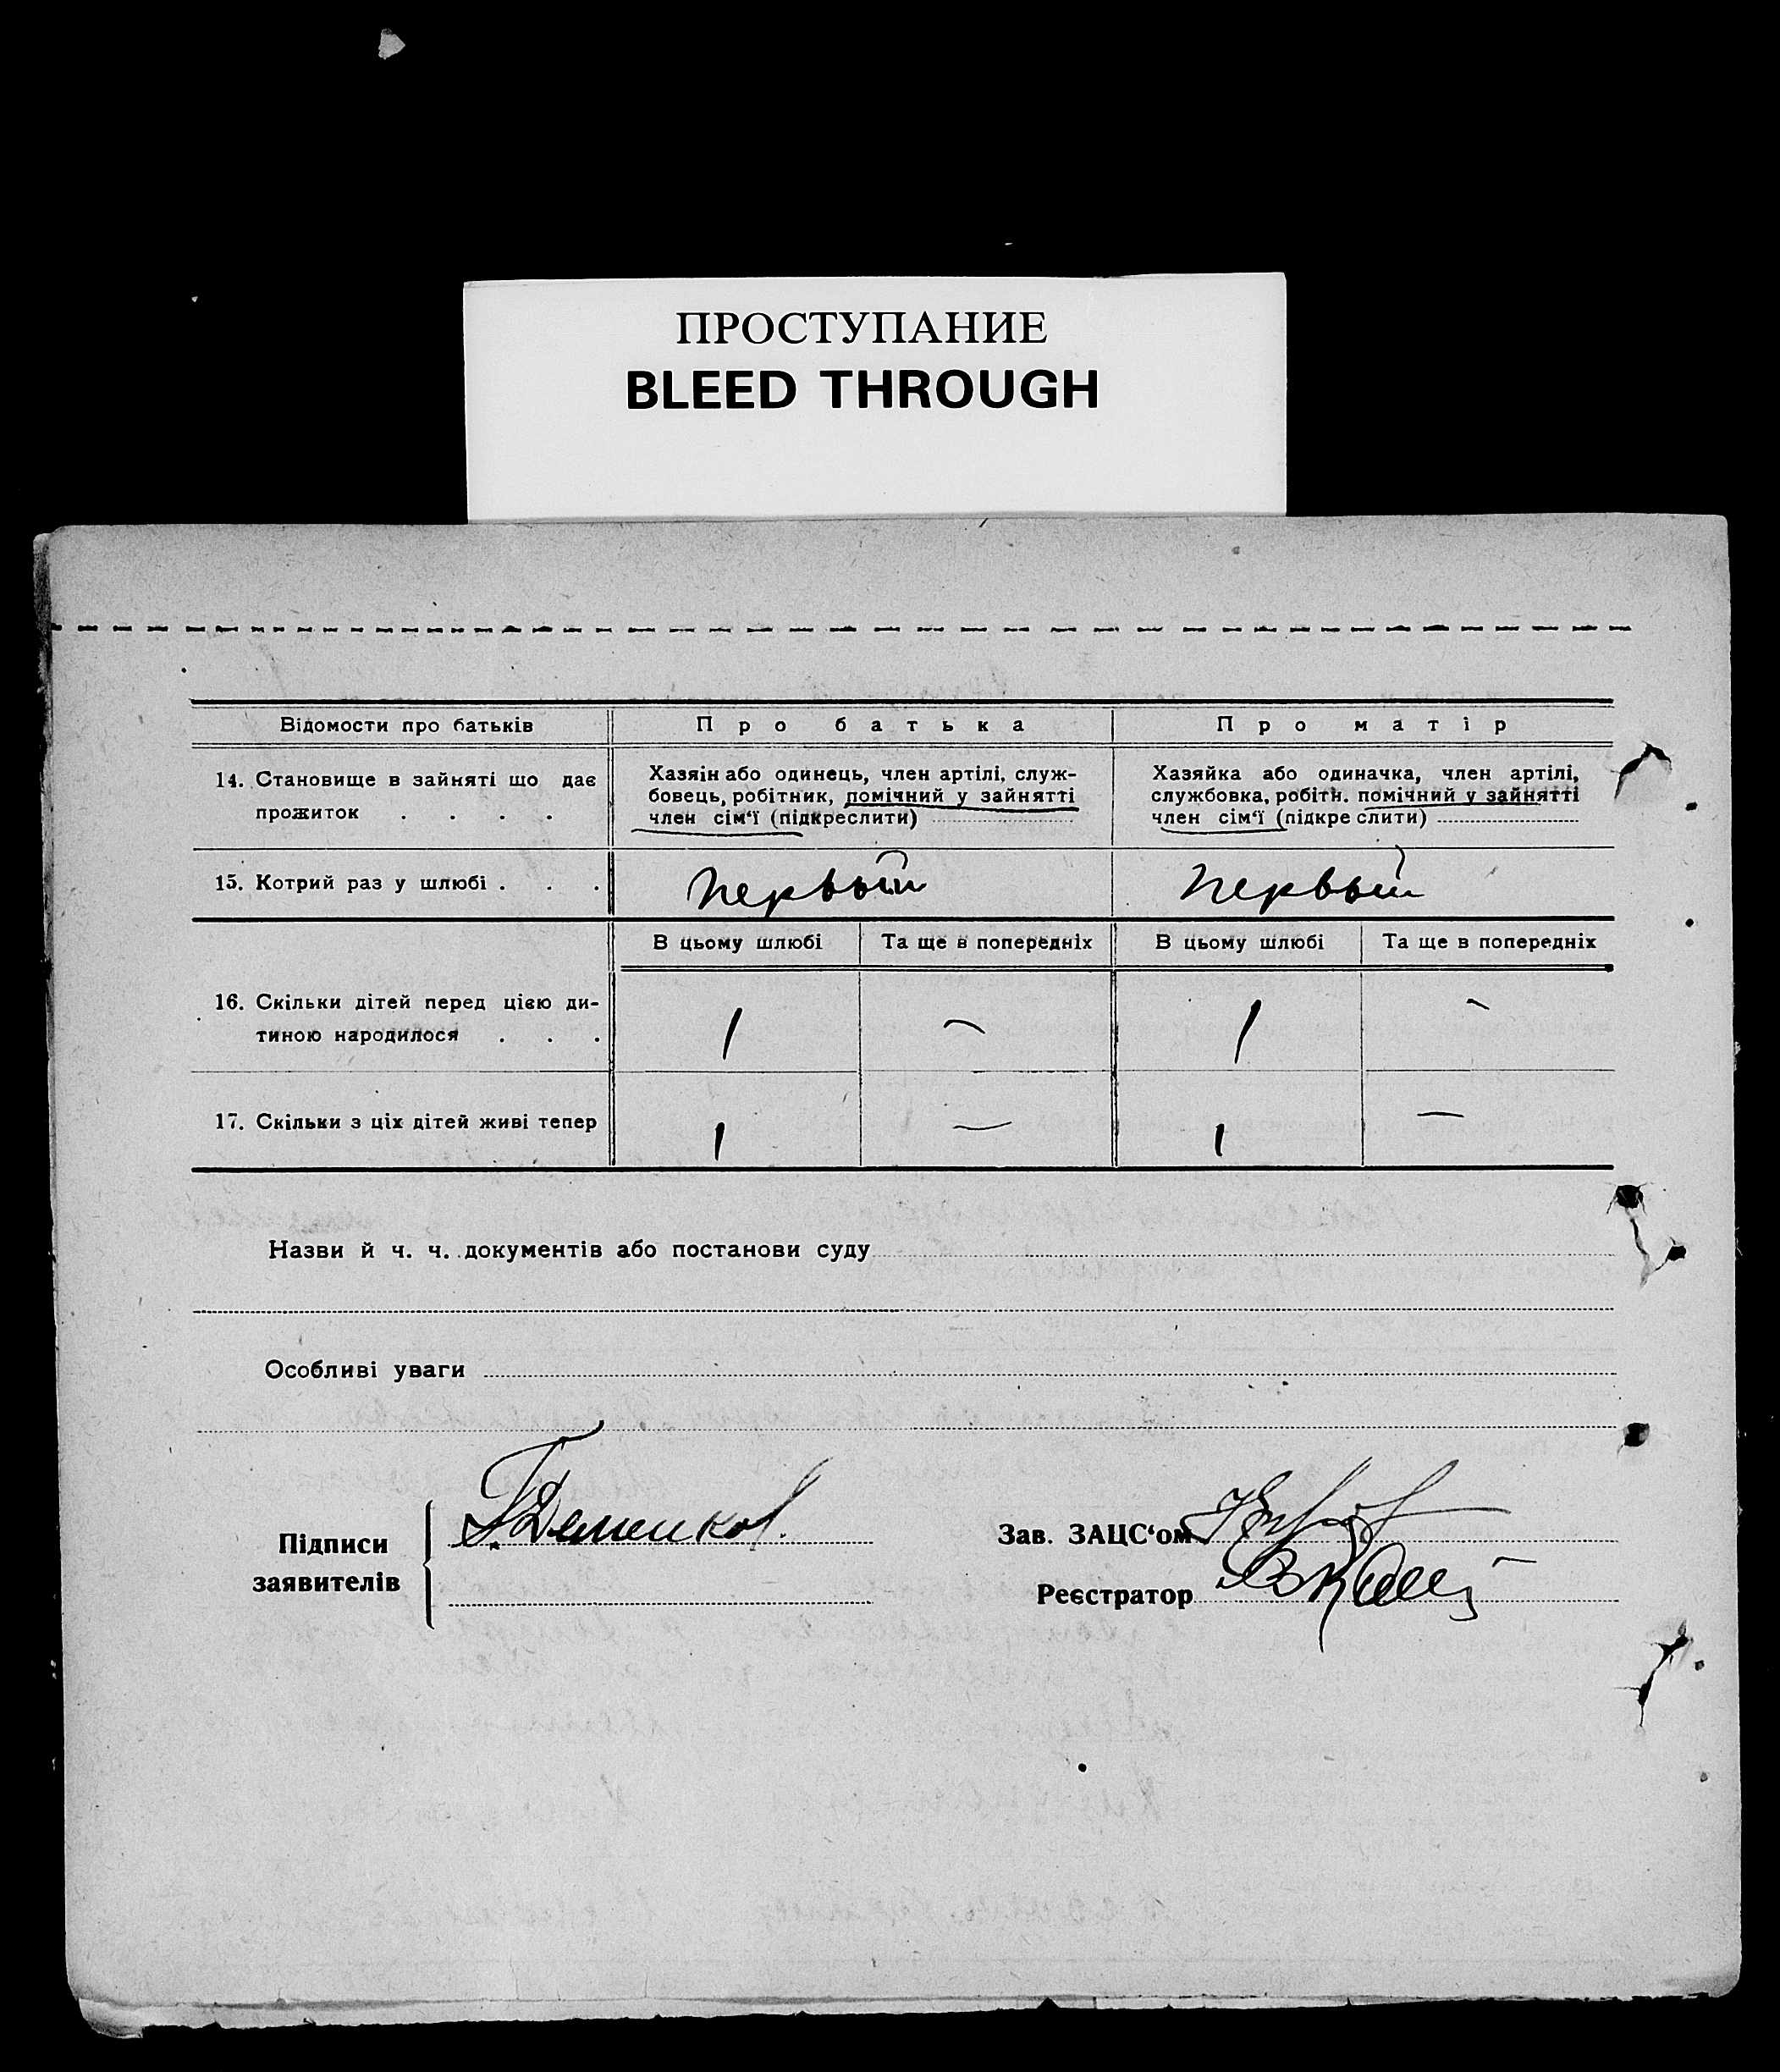 ПРОСТУПАНИЕ
BLEED THROUGH
Відомости про батьків
Про батька
Про матір
14. Становище в зайняті що дає
прожиток . . . .
Хазяін або одинець, член артілі, служ-
бовець, робітник, помічний у зайнятті
член сім'ї (підкреслити)
Хазяйка або одиначка, член артілі,
службовка, робітн. помічний у зайнятті
член сім'ї (підкреслити)
15. Котрий раз у шлюбі . . .
первый
первый
В цьому шлюбі
Та ще в попередніх
В цьому шлюбі
Та ще в попередніх
16. Скільки дітей перед цією ди-
тиною народилося . . .
1
-
1
-
17. Скільки з ціх дітей живі тепер
1
-
1
-
Назви й ч. ч. документів або постанови суду
Особливі уваги
Підписи
заявителів
Г. Деменков
Зав. ЗАЦС'ом
Реєстратор